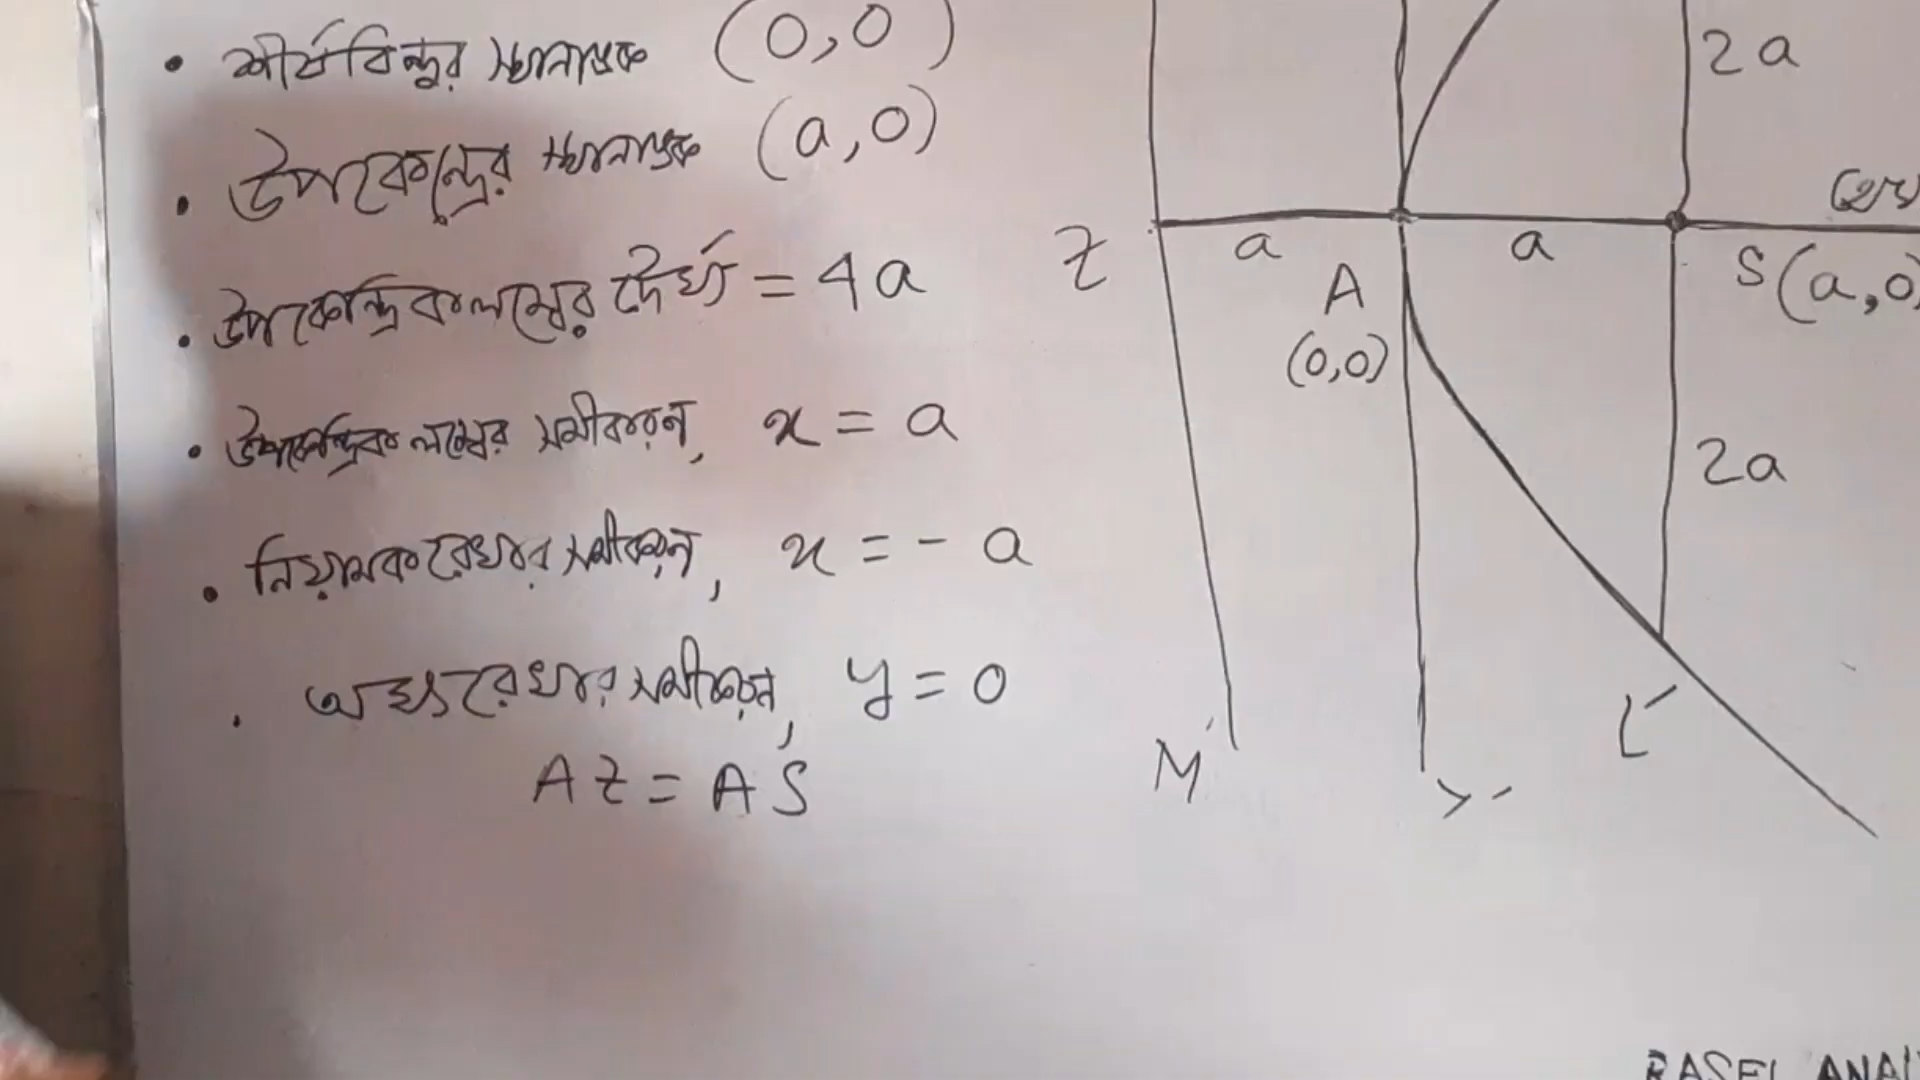 • শীর্ষবিন্দুর স্থানাঙ্ক (0,0)
• উপকেন্দ্রের স্থানাঙ্ক (a,0)
• উপকেন্দ্রিক লম্বের দৈর্ঘ্য = 4a
• উপকেন্দ্রিক লম্বের সমীকরণ, x = a
• নিয়ামক রেখার সমীকরণ, x = - a
• অক্ষরেখার সমীকরণ, y = 0
AZ = AS
2a
Z
a
a
A
S(a,0)
(0,0)
2a
L'
M'
Y'
RASEL